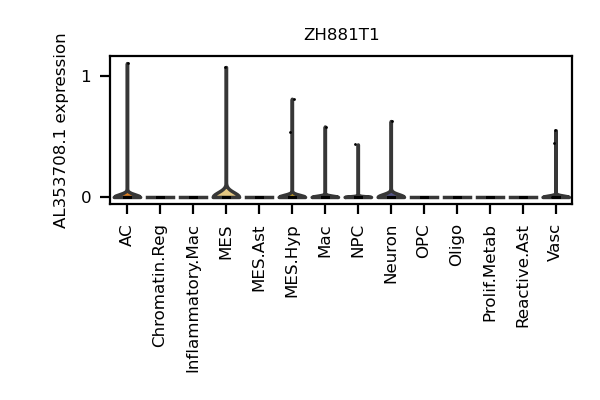 ZH881T1
AL353708.1 expression
1
0
AC
Chromatin.Reg
Inflammatory.Mac
MES
MES.Ast
MES.Hyp
Mac
NPC
Neuron
OPC
Oligo
Prolif.Metab
Reactive.Ast
Vasc